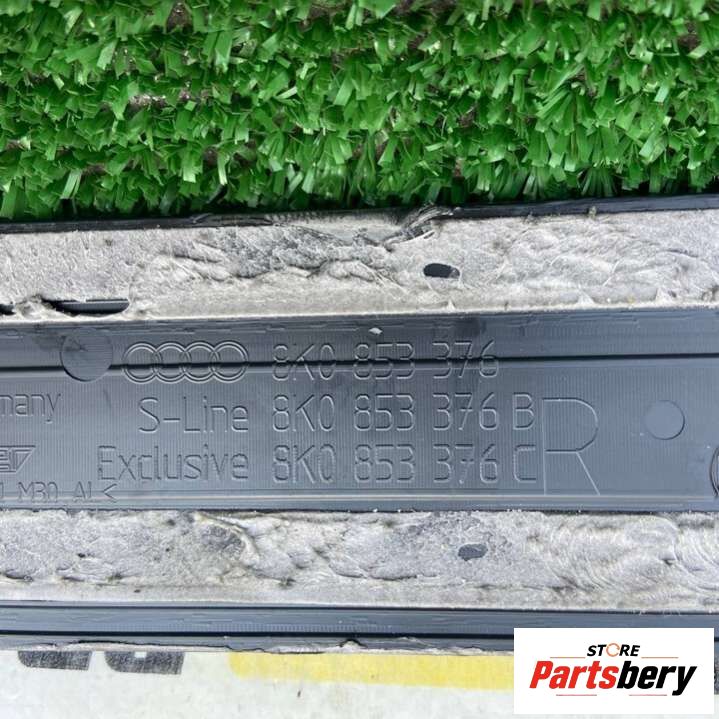 8K0 853 376
S-Line 8K0 853 376 B
Exclusive 8K0 853 376 C
R
many
M30 AL<
STORE
Partsbery